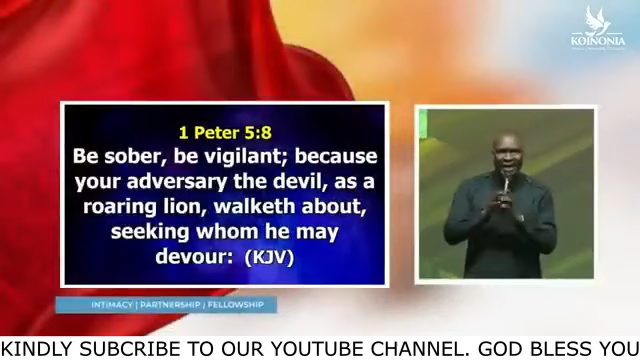 KOINONIA
1 Peter 5:8
Be sober, be vigilant; because
your adversary the devil, as a
roaring lion, walketh about,
seeking whom he may
devour: (KJV)
INTIMACY | PARTNERSHIP | FELLOWSHIP
KINDLY SUBCRIBE TO OUR YOUTUBE CHANNEL. GOD BLESS YOU